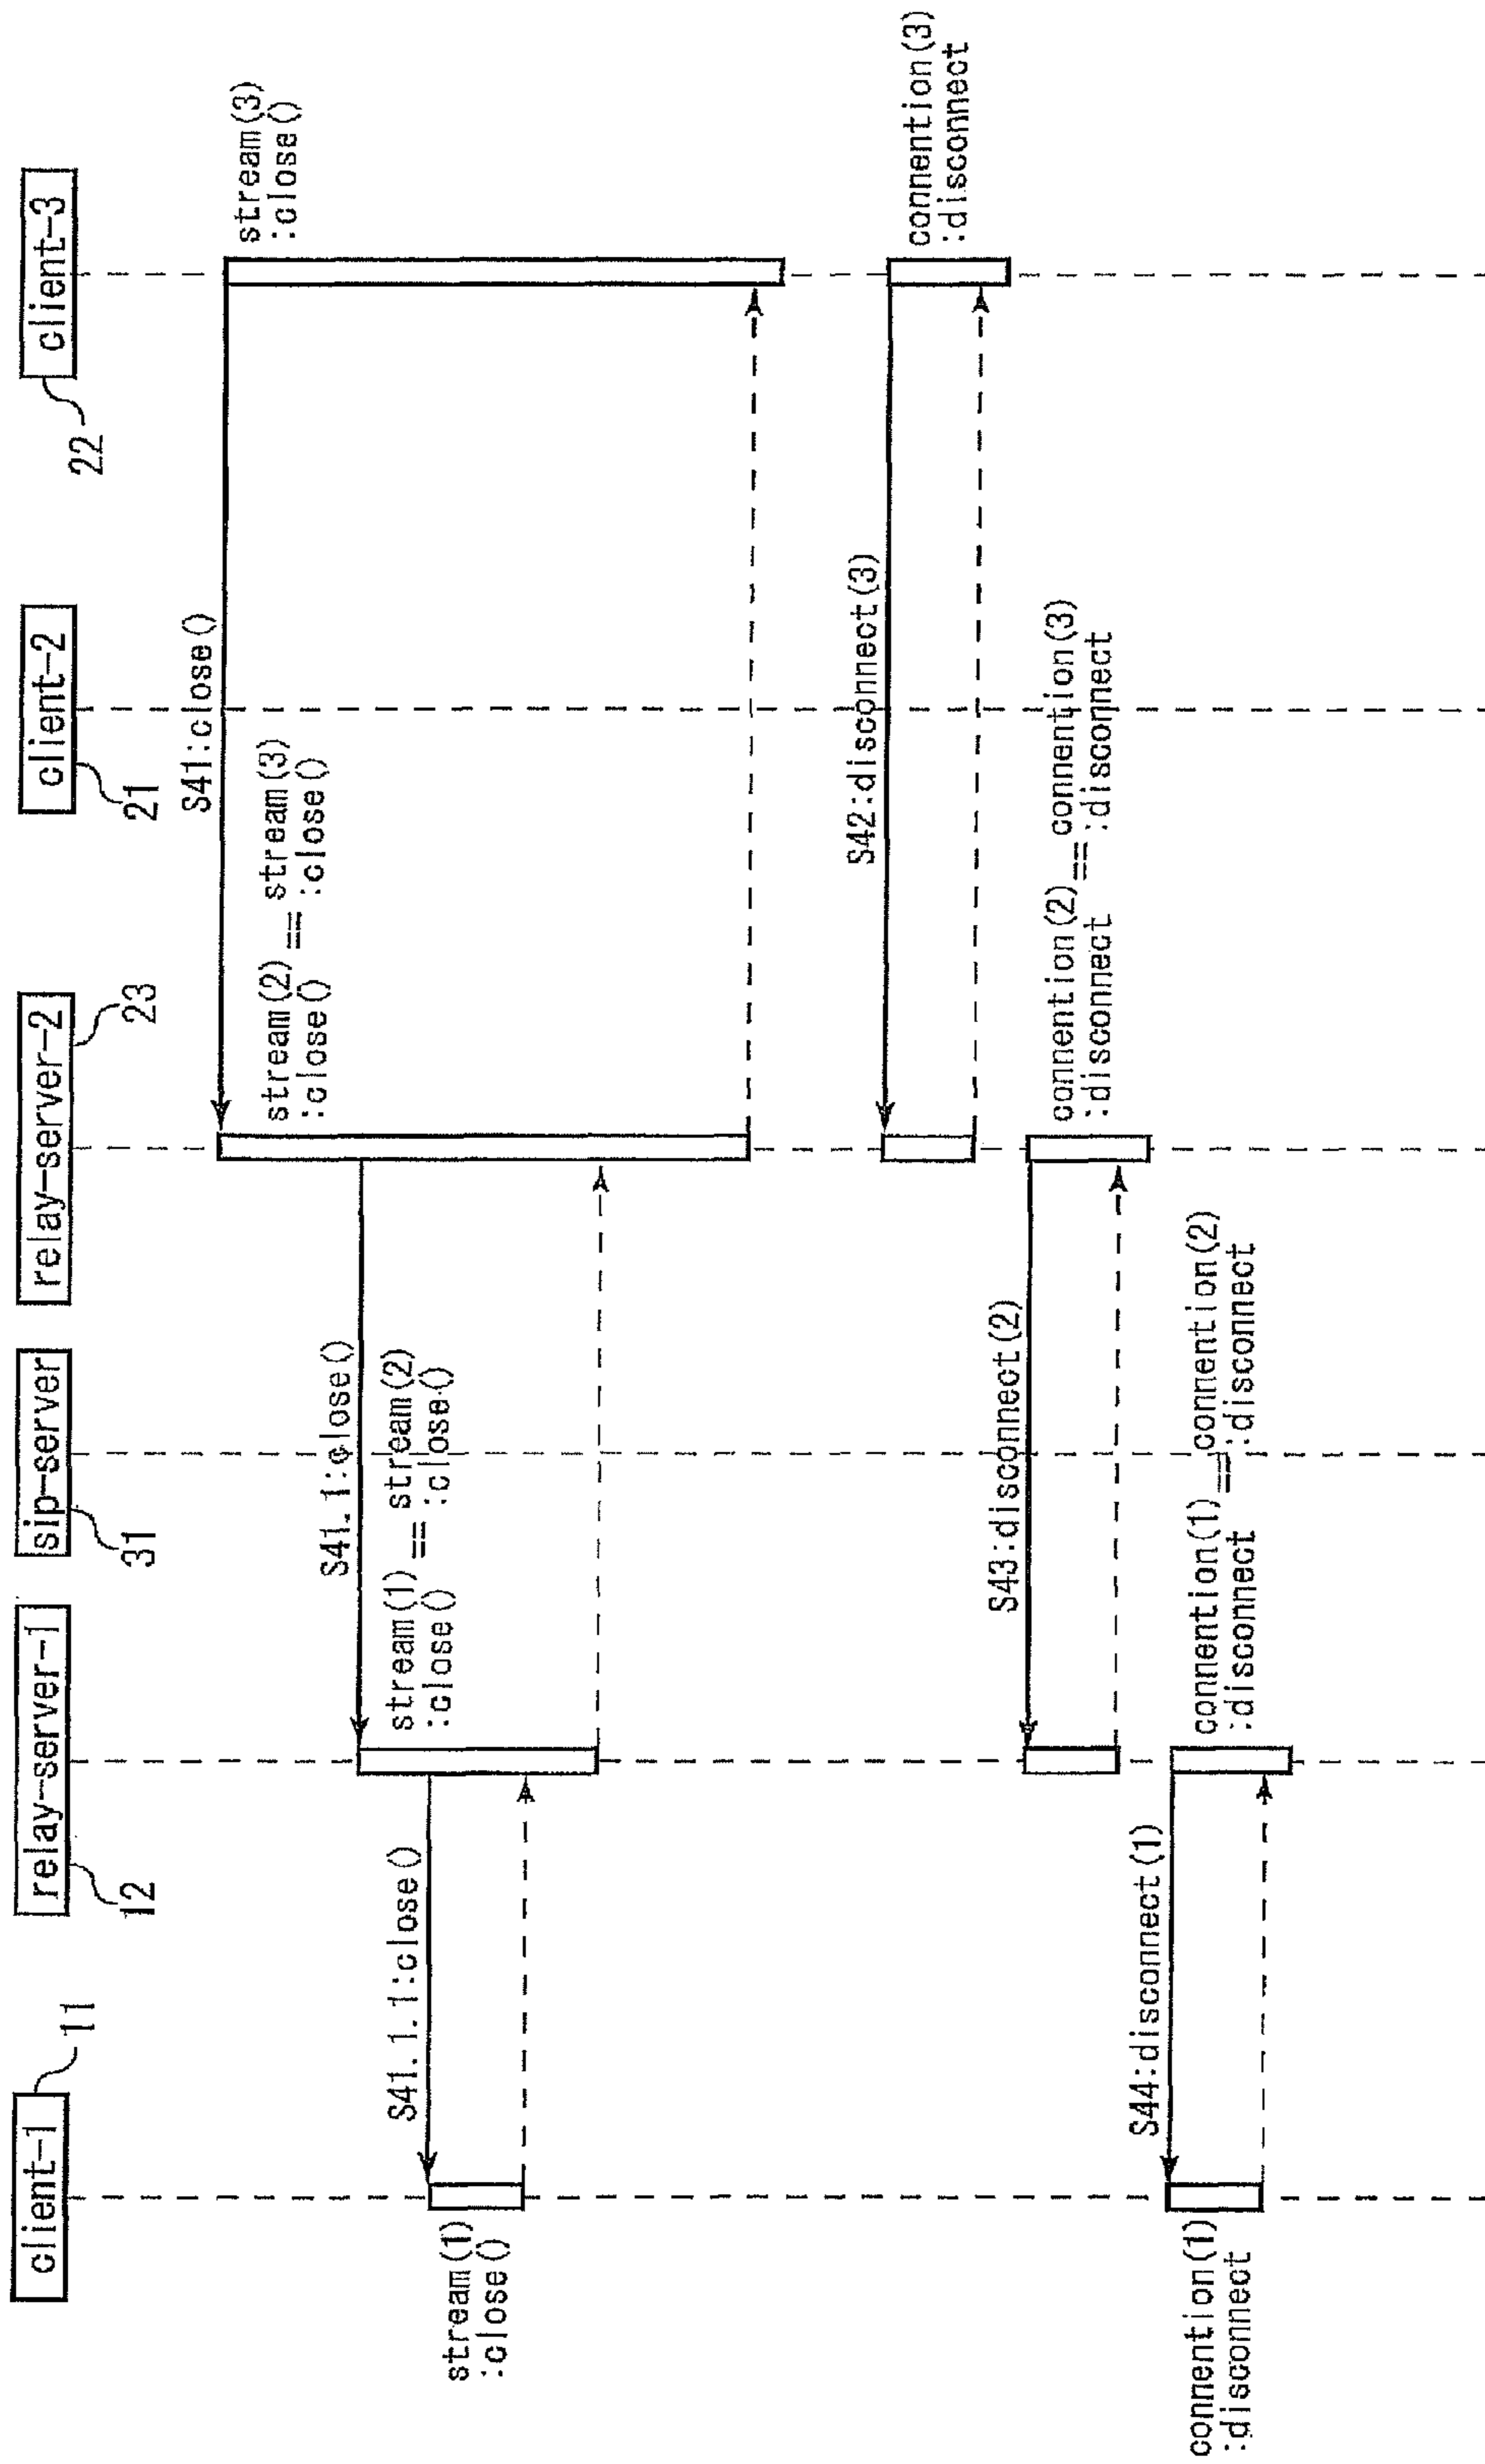 client-1
11
relay-server-1
12
sip-server
31
relay-server-2
23
client-2
21
client-3
22
S41:close()
stream(3)
:close()
stream(2) == stream(3)
:close() :close()
S41.1:close()
stream(1) == stream(2)
:close() :close()
S41.1.1:close()
stream(1)
:close()
S42:disconnect(3)
connention(3)
:disconnect
S43:disconnect(2)
connention(2)==connention(3)
:disconnect :disconnect
S44:disconnect(1)
connention(1)==connention(2)
:disconnect :disconnect
connention(1)
:disconnect